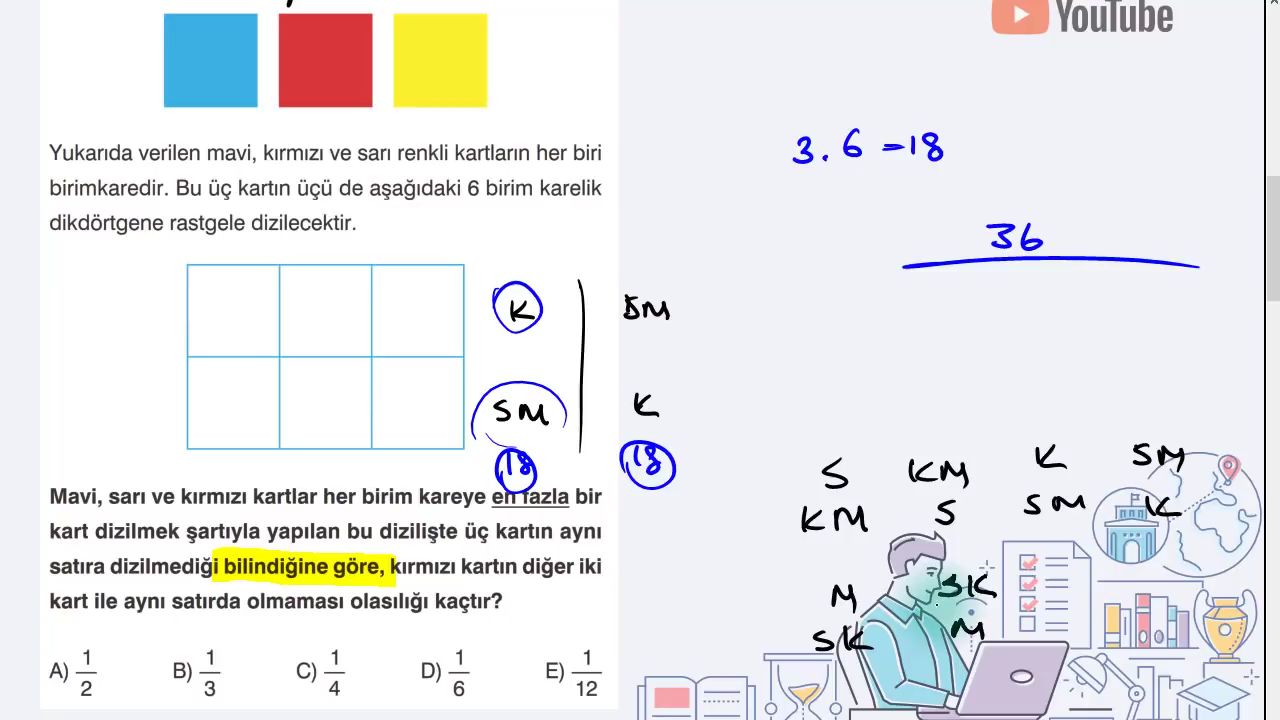 YouTube
Yukarıda verilen mavi, kırmızı ve sarı renkli kartların her biri
birimkaredir. Bu üç kartın üçü de aşağıdaki 6 birim karelik
dikdörtgene rastgele dizilecektir.
3 . 6 = 18
36
K
SM
SM
K
18
18
Mavi, sarı ve kırmızı kartlar her birim kareye en fazla bir
kart dizilmek şartıyla yapılan bu dizilişte üç kartın aynı
satıra dizilmediği bilindiğine göre, kırmızı kartın diğer iki
kart ile aynı satırda olmaması olasılığı kaçtır?
A) 1/2 B) 1/3 C) 1/4 D) 1/6 E) 1/12
S KM K SM
KM S SM K
M SK
SK M